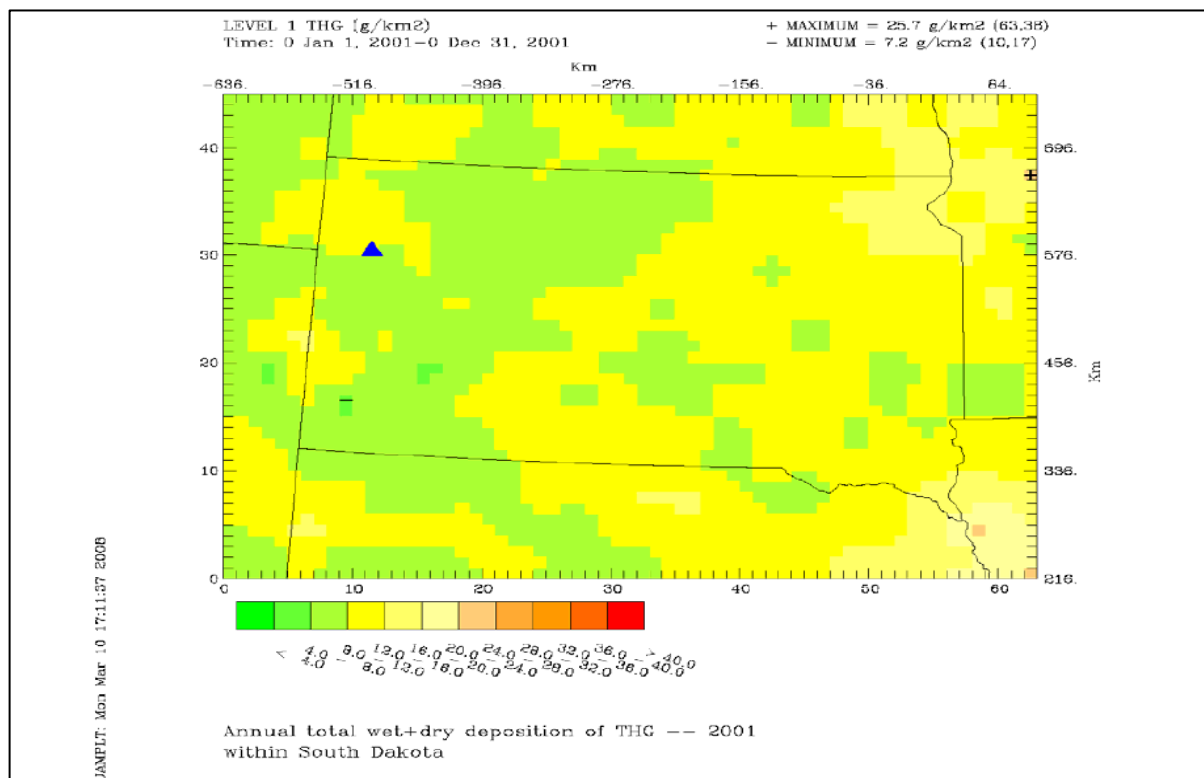 LEVEL 1 THG (g/km2)
Time: 0 Jan 1, 2001-0 Dec 31, 2001
+ MAXIMUM = 25.7 g/km2 (63,38)
- MINIMUM = 7.2 g/km2 (10,17)
Km
-636. -516. -396. -276. -156. -36. 64.
40 696.
30 576.
20 456.
Km
10 336.
0 216.
0 10 20 30 40 50 60
< 4.0 8.0 12.0 16.0 20.0 24.0 28.0 32.0 36.0 > 40.0
4.0 - 8.0 - 12.0 - 16.0 - 20.0 - 24.0 - 28.0 - 32.0 - 36.0 - 40.0
Annual total wet+dry deposition of THG -- 2001
within South Dakota
Mon Mar 10 17:11:37 2008